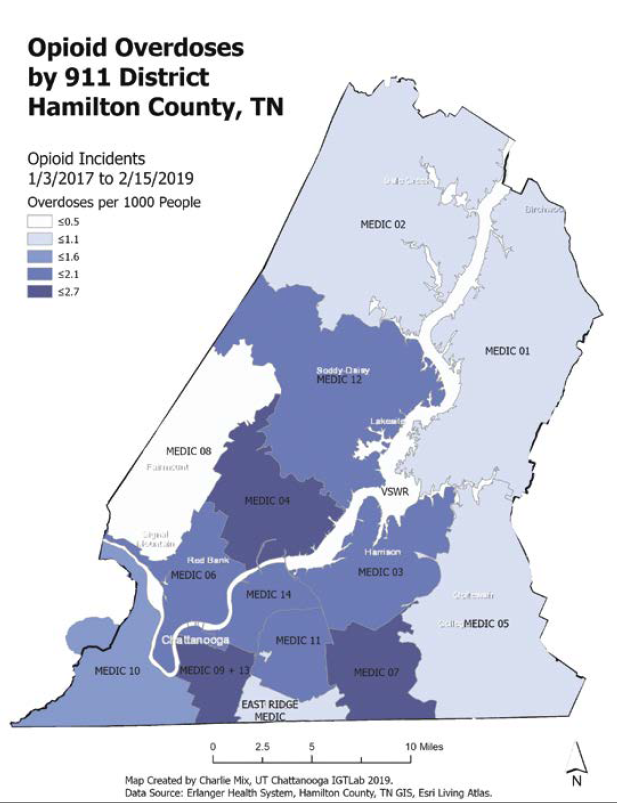 Opioid Overdoses
by 911 District
Hamilton County, TN
Opioid Incidents
1/3/2017 to 2/15/2019
Overdoses per 1000 People
≤0.5
≤1.1
≤1.6
≤2.1
≤2.7
MEDIC 02
Birchwood
MEDIC 01
Soddy-Daisy
MEDIC 12
Lakesite
MEDIC 08
Fairmount
VSWR
MEDIC 04
Signal
Mountain
Red Bank
Harrison
MEDIC 06
MEDIC 03
MEDIC 14
MEDIC 05
Chattanooga
MEDIC 11
MEDIC 10
MEDIC 09 + 13
MEDIC 07
EAST RIDGE
MEDIC
0 2.5 5 10 Miles
N
Map Created by Charlie Mix, UT Chattanooga IGTLab 2019.
Data Source: Erlanger Health System, Hamilton County, TN GIS, Esri Living Atlas.